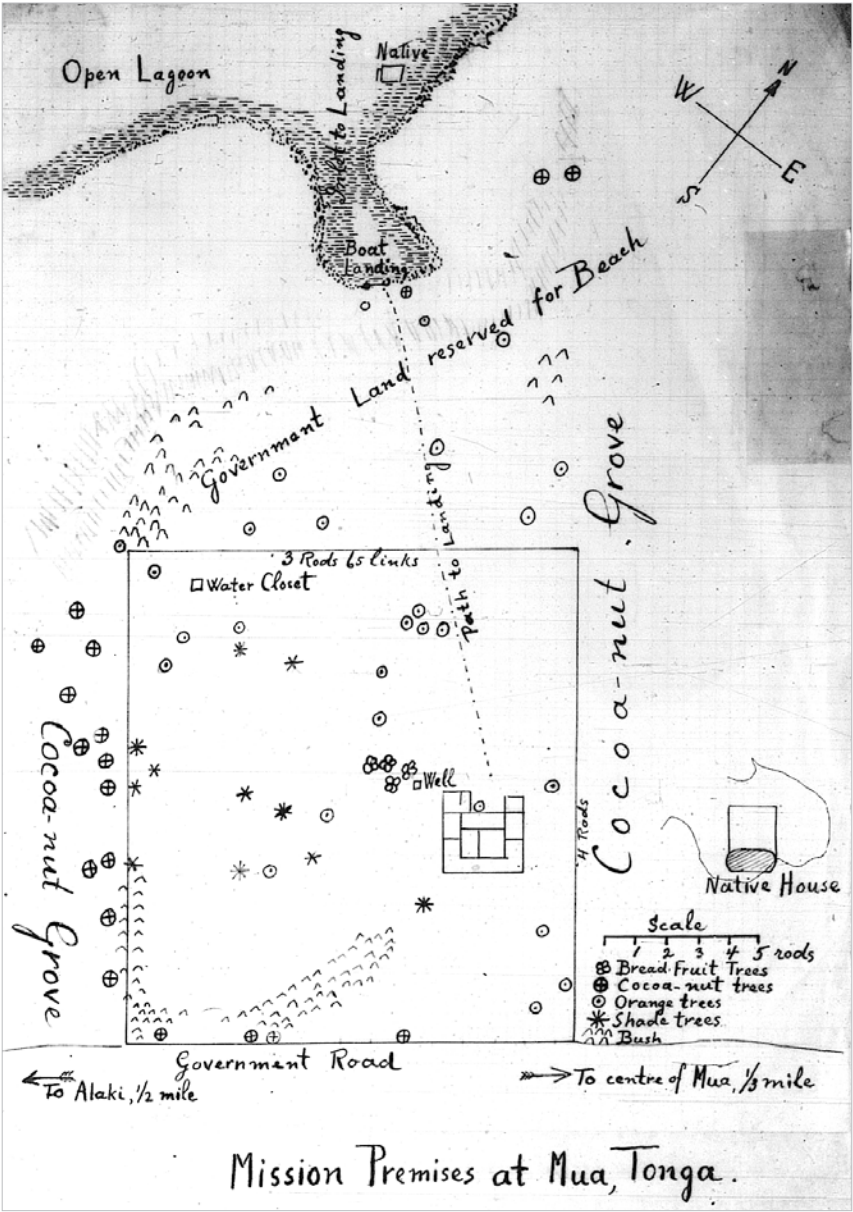 Open Lagoon
Native
Inlet to Landing
N
W
E
S
Boat
Landing
Government Land reserved for Beach
Path to Landing
3 Rods 65 links
Water Closet
Cocoa-nut Grove
Cocoa-nut Grove
Well
4 Rods
Native House
Scale
1 2 3 4 5 rods
Bread Fruit Trees
Cocoa-nut trees
Orange trees
Shade trees
Bush
Government Road
To Alaki, 1/2 mile
To centre of Mua, 1/3 mile
Mission Premises at Mua, Tonga.